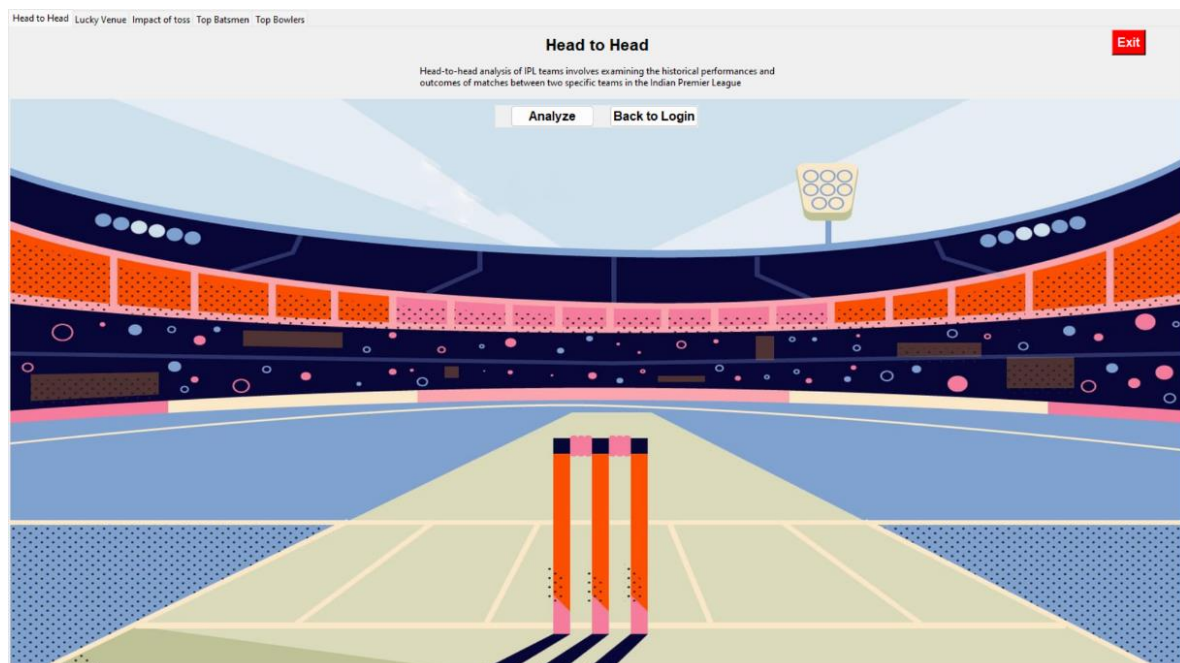 Head to Head Lucky Venue Impact of toss Top Batsmen Top Bowlers
Head to Head
Exit
Head-to-head analysis of IPL teams involves examining the historical performances and
outcomes of matches between two specific teams in the Indian Premier League
Analyze Back to Login